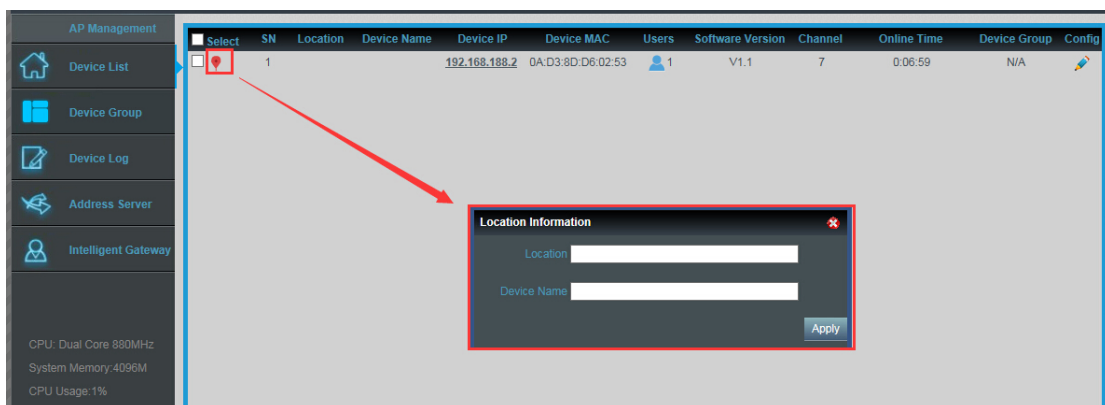 AP Management
Select SN Location Device Name Device IP Device MAC Users Software Version Channel Online Time Device Group Config
1 192.168.188.2 0A:D3:8D:D6:02:53 1 V1.1 7 0:06:59 N/A
Device List
Device Group
Device Log
Address Server
Intelligent Gateway
Location Information
Location
Device Name
Apply
CPU: Dual Core 880MHz
System Memory:4096M
CPU Usage:1%